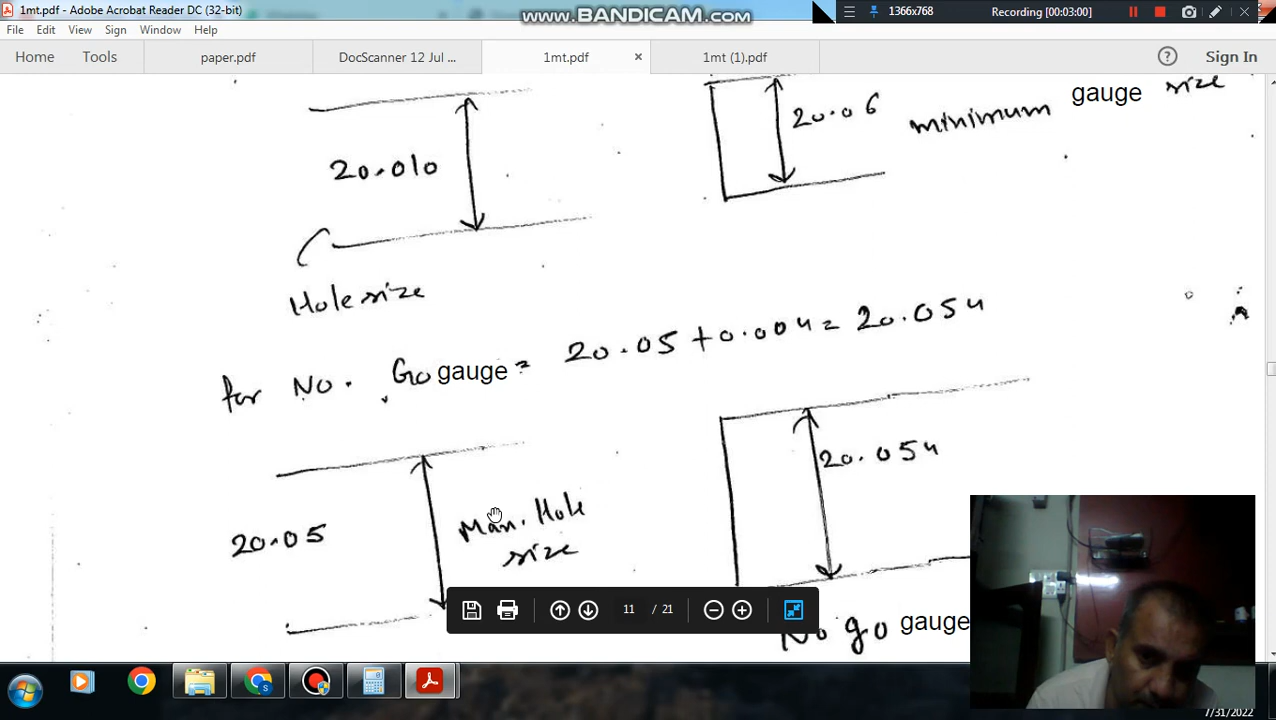 1mt.pdf - Adobe Acrobat Reader DC (32-bit)
www.BANDICAM.com
1366x768
Recording [00:03:00]
File Edit View Sign Window Help
Home Tools paper.pdf DocScanner 12 Jul ... 1mt.pdf × 1mt (1).pdf ? Sign In
20.010
20.06
minimum gauge size
Hole size
for No. Go gauge = 20.05 + 0.004 = 20.054
20.05
Man. Hole
size
20.054
11 / 21
No go gauge
7/31/2022